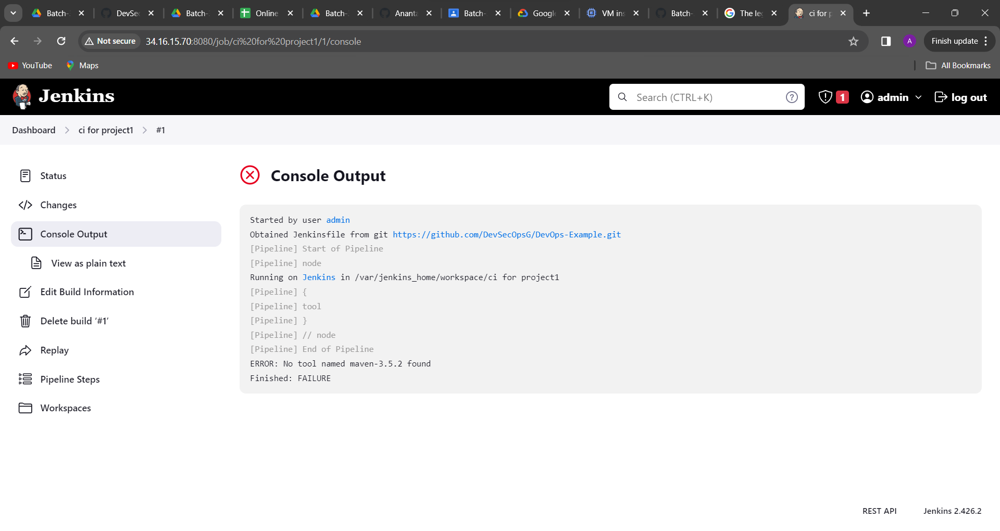 Batch-
DevSec
Batch-
Online
Batch-
Ananta
Batch-
Google
VM ins
Batch-
The leg
ci for p
Not secure
34.16.15.70:8080/job/ci%20for%20project1/1/console
A
Finish update
YouTube
Maps
All Bookmarks
Jenkins
Search (CTRL+K)
1
admin
log out
Dashboard
ci for project1
#1
Status
Changes
Console Output
View as plain text
Edit Build Information
Delete build ‘#1’
Replay
Pipeline Steps
Workspaces
Console Output
Started by user admin
Obtained Jenkinsfile from git https://github.com/DevSecOpsG/DevOps-Example.git
[Pipeline] Start of Pipeline
[Pipeline] node
Running on Jenkins in /var/jenkins_home/workspace/ci for project1
[Pipeline] {
[Pipeline] tool
[Pipeline] }
[Pipeline] // node
[Pipeline] End of Pipeline
ERROR: No tool named maven-3.5.2 found
Finished: FAILURE
REST API
Jenkins 2.426.2